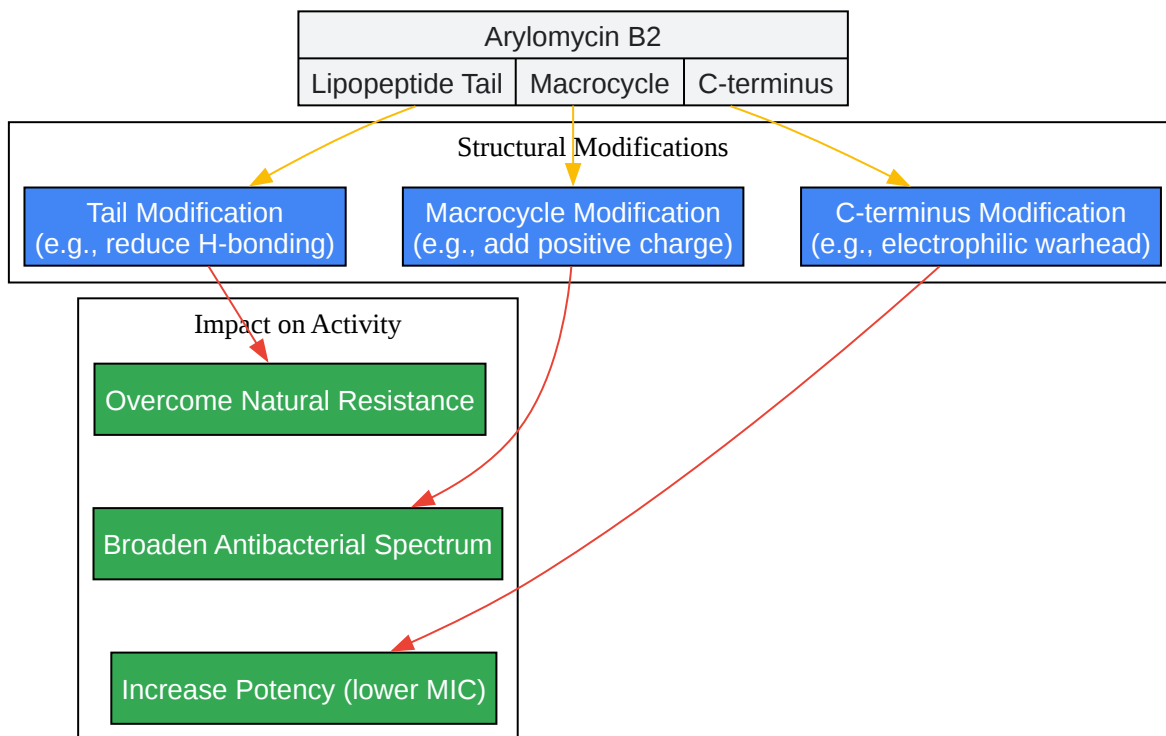 Arylomycin B2
Lipopeptide Tail
Macrocycle
C-terminus
Structural Modifications
Tail Modification
(e.g., reduce H-bonding)
Macrocycle Modification
(e.g., add positive charge)
C-terminus Modification
(e.g., electrophilic warhead)
Impact on Activity
Overcome Natural Resistance
Broaden Antibacterial Spectrum
Increase Potency (lower MIC)